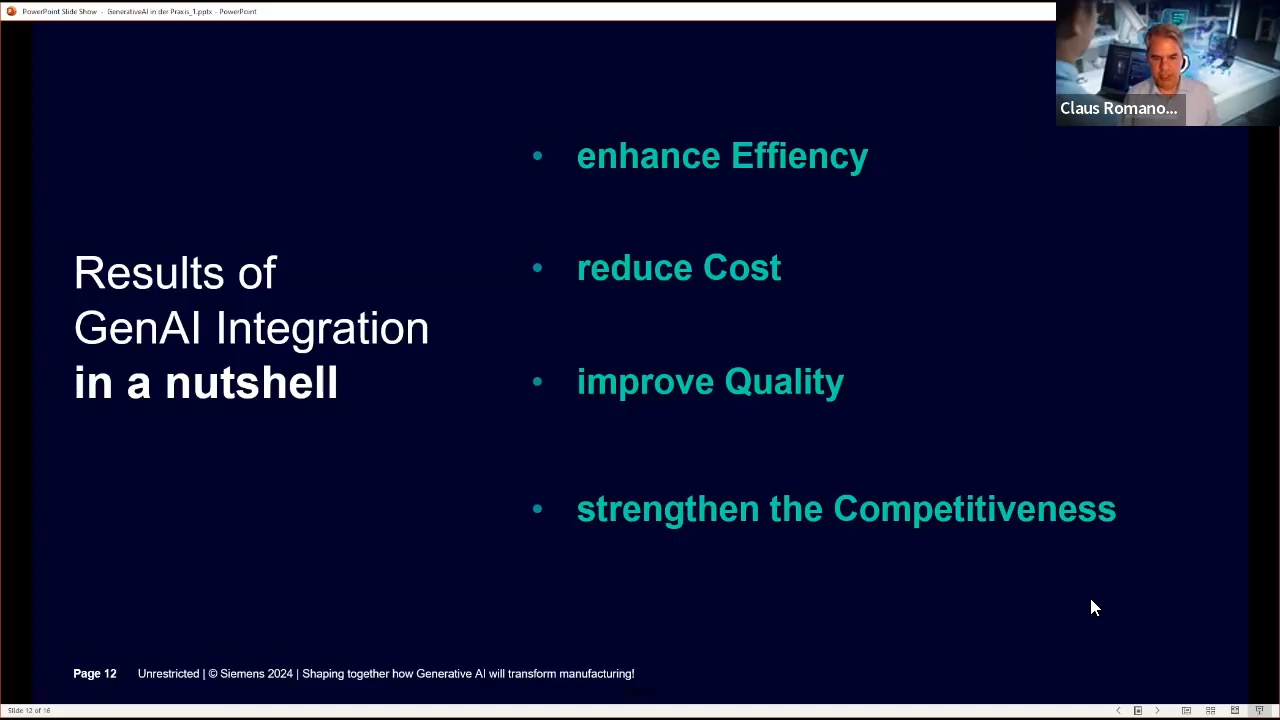 PowerPoint Slide Show - GenerativeAI in der Praxis_1.pptx - PowerPoint
Claus Romano...
enhance Effiency
reduce Cost
Results of
GenAI Integration
in a nutshell
improve Quality
strengthen the Competitiveness
Page 12 Unrestricted | © Siemens 2024 | Shaping together how Generative AI will transform manufacturing!
Slide 12 of 16